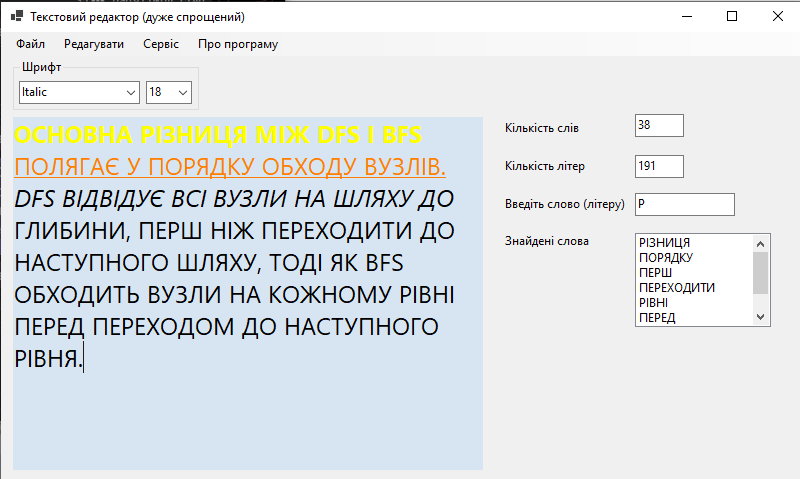 Текстовий редактор (дуже спрощений)
Файл Редагувати Сервіс Про програму
Шрифт
Italic 18
ОСНОВНА РІЗНИЦЯ МІЖ DFS І BFS
ПОЛЯГАЄ У ПОРЯДКУ ОБХОДУ ВУЗЛІВ.
DFS ВІДВІДУЄ ВСІ ВУЗЛИ НА ШЛЯХУ ДО
ГЛИБИНИ, ПЕРШ НІЖ ПЕРЕХОДИТИ ДО
НАСТУПНОГО ШЛЯХУ, ТОДІ ЯК BFS
ОБХОДИТЬ ВУЗЛИ НА КОЖНОМУ РІВНІ
ПЕРЕД ПЕРЕХОДОМ ДО НАСТУПНОГО
РІВНЯ.
Кількість слів 38
Кількість літер 191
Введіть слово (літеру) Р
Знайдені слова
РІЗНИЦЯ
ПОРЯДКУ
ПЕРШ
ПЕРЕХОДИТИ
РІВНІ
ПЕРЕД